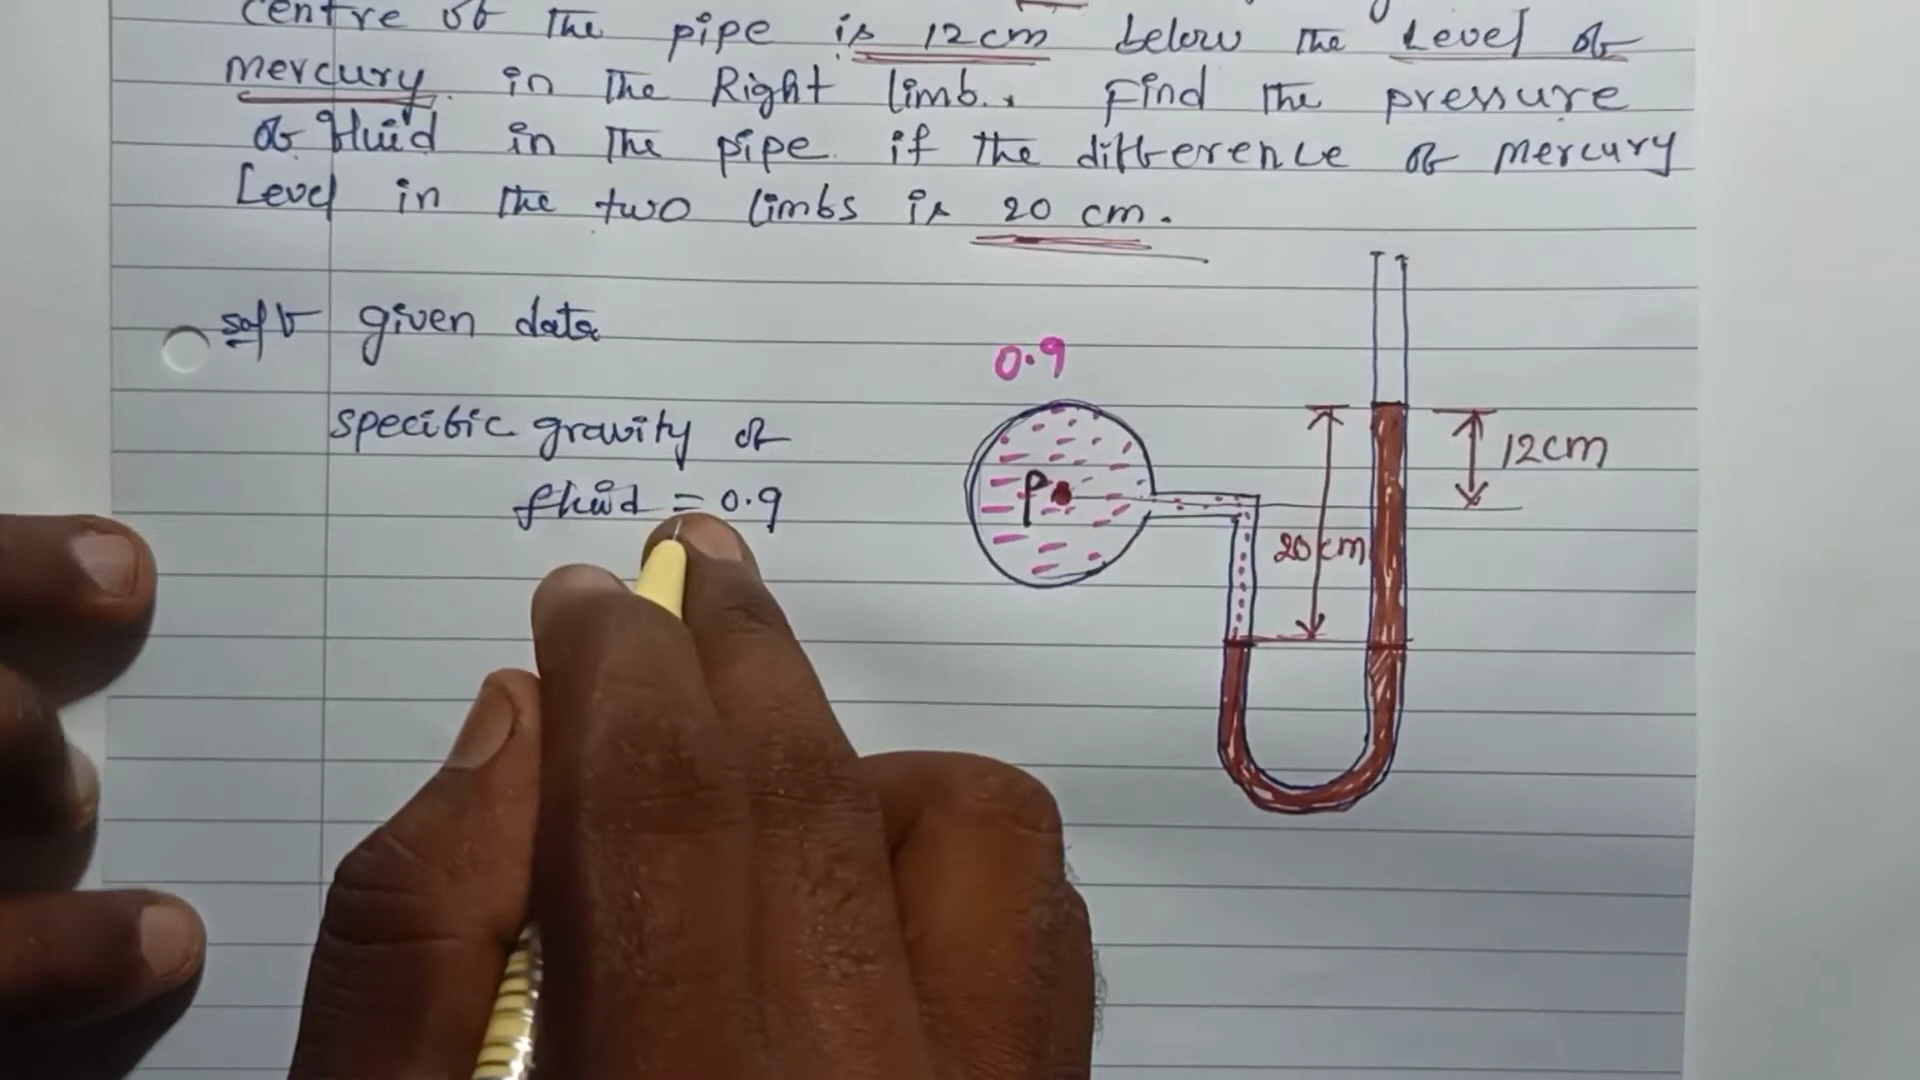 centre of the pipe is 12cm below the Level of
mercury. in the Right limb. Find the pressure
of fluid in the pipe if the difference of mercury
Level in the two limbs is 20 cm.
given data
0.9
specific gravity of
fluid = 0.9
P
12cm
20cm